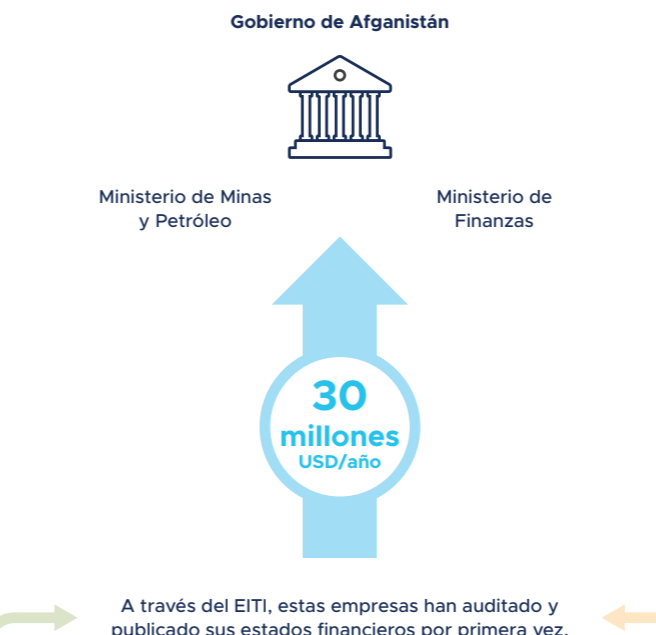 Gobierno de Afganistán
Ministerio de Minas
y Petróleo
Ministerio de
Finanzas
30
millones
USD/año
A través del EITI, estas empresas han auditado y
publicado sus estados financieros por primera vez.